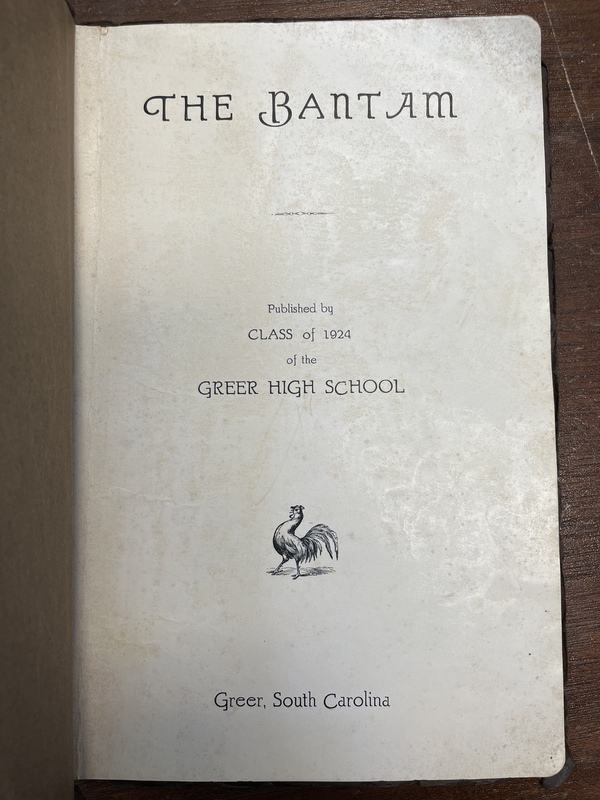 THE BANTAM
Published by
CLASS of 1924
of the
GREER HIGH SCHOOL
Greer, South Carolina